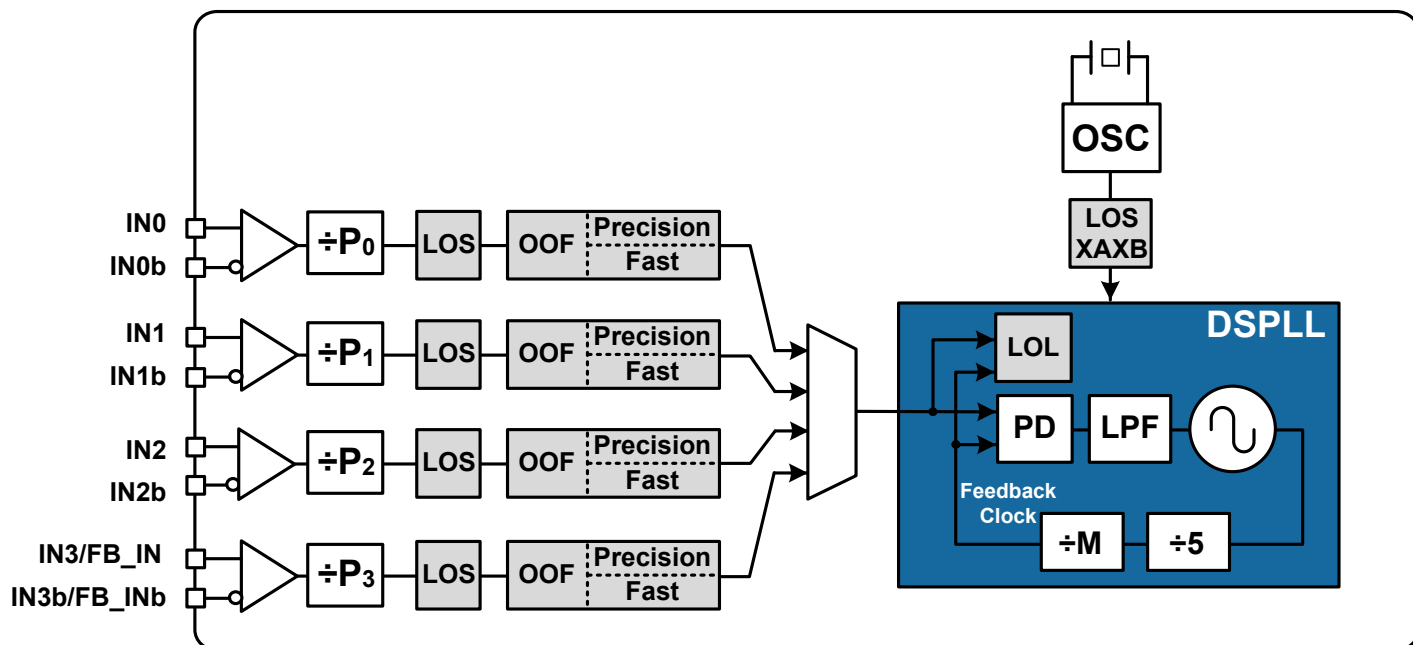 OSC
LOS
XAXB
IN0
IN0b
÷P0
LOS
OOF
Precision
Fast
IN1
IN1b
÷P1
LOS
OOF
Precision
Fast
IN2
IN2b
÷P2
LOS
OOF
Precision
Fast
IN3/FB_IN
IN3b/FB_INb
÷P3
LOS
OOF
Precision
Fast
DSPLL
LOL
PD
LPF
Feedback
Clock
÷M
÷5